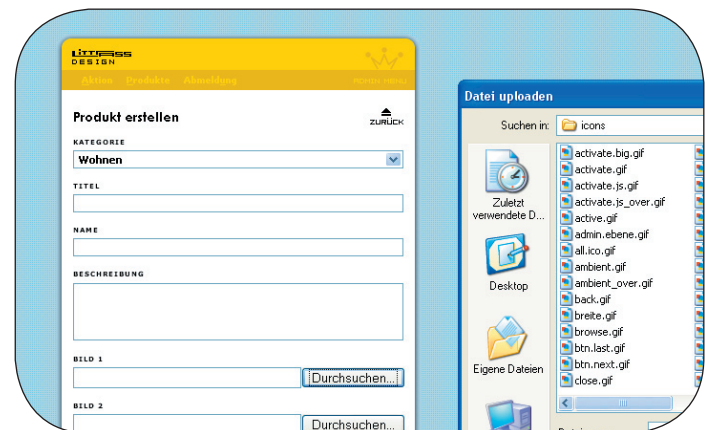 LITTFASS
DESIGN
Aktion Produkte Abmeldung
ADMIN MENU
Produkt erstellen
ZURÜCK
KATEGORIE
Wohnen
TITEL
NAME
BESCHREIBUNG
BILD 1
Durchsuchen...
BILD 2
Durchsuchen...
Datei uploaden
Suchen in:
icons
Zuletzt
verwendete D...
Desktop
Eigene Dateien
activate.big.gif
activate.gif
activate.js.gif
activate.js_over.gif
active.gif
admin.ebene.gif
all.ico.gif
ambient.gif
ambient_over.gif
back.gif
breite.gif
browse.gif
btn.last.gif
btn.next.gif
close.gif